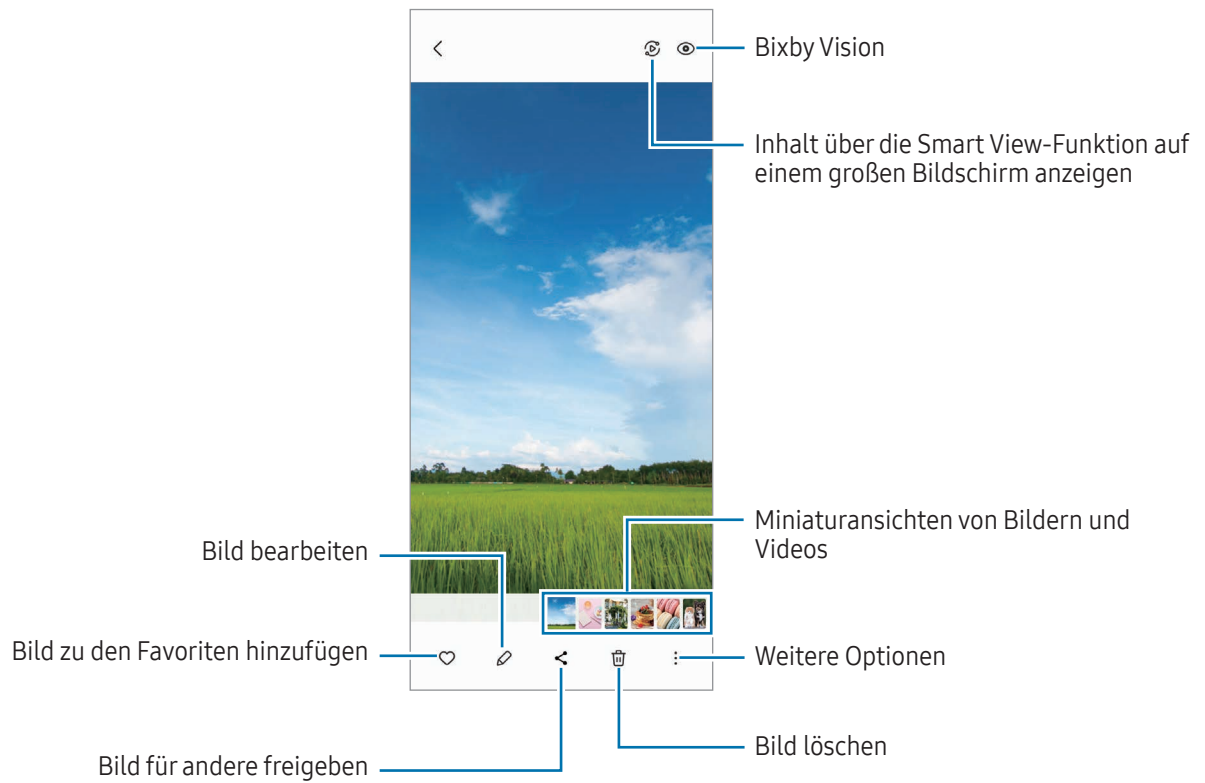 Bixby Vision
Inhalt über die Smart View-Funktion auf
einem großen Bildschirm anzeigen
Miniaturansichten von Bildern und
Videos
Bild bearbeiten
Bild zu den Favoriten hinzufügen
Weitere Optionen
Bild löschen
Bild für andere freigeben